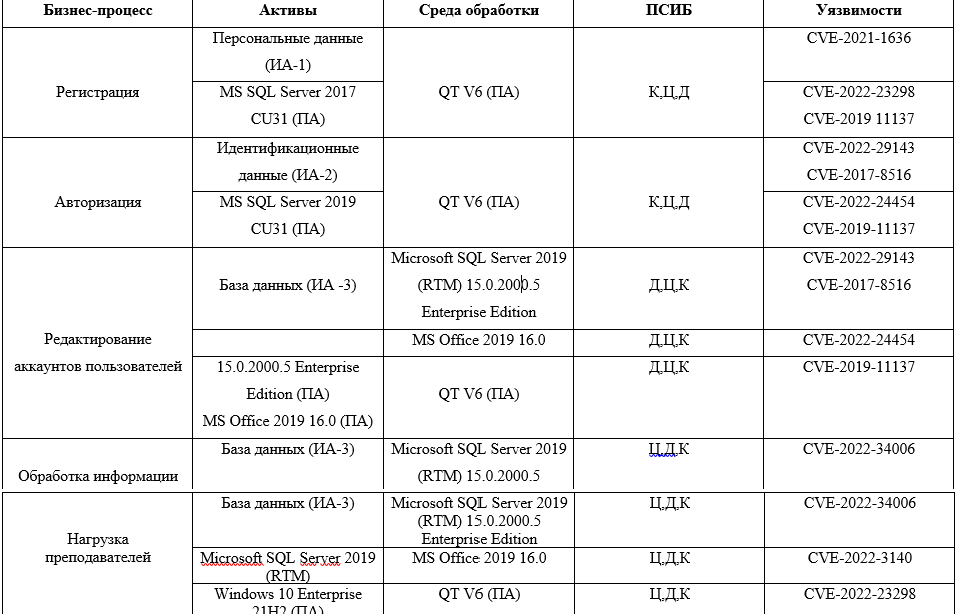 Бизнес-процесс
Активы
Среда обработки
ПСИБ
Уязвимости
Регистрация
Персональные данные
(ИА-1)
MS SQL Server 2017
CU31 (ПА)
QT V6 (ПА)
К,Ц,Д
CVE-2021-1636
CVE-2022-23298
CVE-2019 11137
Авторизация
Идентификационные
данные (ИА-2)
MS SQL Server 2019
CU31 (ПА)
QT V6 (ПА)
К,Ц,Д
CVE-2022-29143
CVE-2017-8516
CVE-2022-24454
CVE-2019-11137
Редактирование
аккаунтов пользователей
База данных (ИА -3)
Microsoft SQL Server 2019
(RTM) 15.0.2000.5
Enterprise Edition
Д,Ц,К
CVE-2022-29143
CVE-2017-8516
MS Office 2019 16.0
Д,Ц,К
CVE-2022-24454
15.0.2000.5 Enterprise
Edition (ПА)
MS Office 2019 16.0 (ПА)
QT V6 (ПА)
Д,Ц,К
CVE-2019-11137
Обработка информации
База данных (ИА-3)
Microsoft SQL Server 2019
(RTM) 15.0.2000.5
Ц,Д,К
CVE-2022-34006
Нагрузка
преподавателей
База данных (ИА-3)
Microsoft SQL Server 2019
(RTM) 15.0.2000.5
Enterprise Edition
Ц,Д,К
CVE-2022-34006
Microsoft SQL Server 2019
(RTM)
MS Office 2019 16.0
Ц,Д,К
CVE-2022-3140
Windows 10 Enterprise
21H2 (ПА)
QT V6 (ПА)
Ц,Д,К
CVE-2022-23298